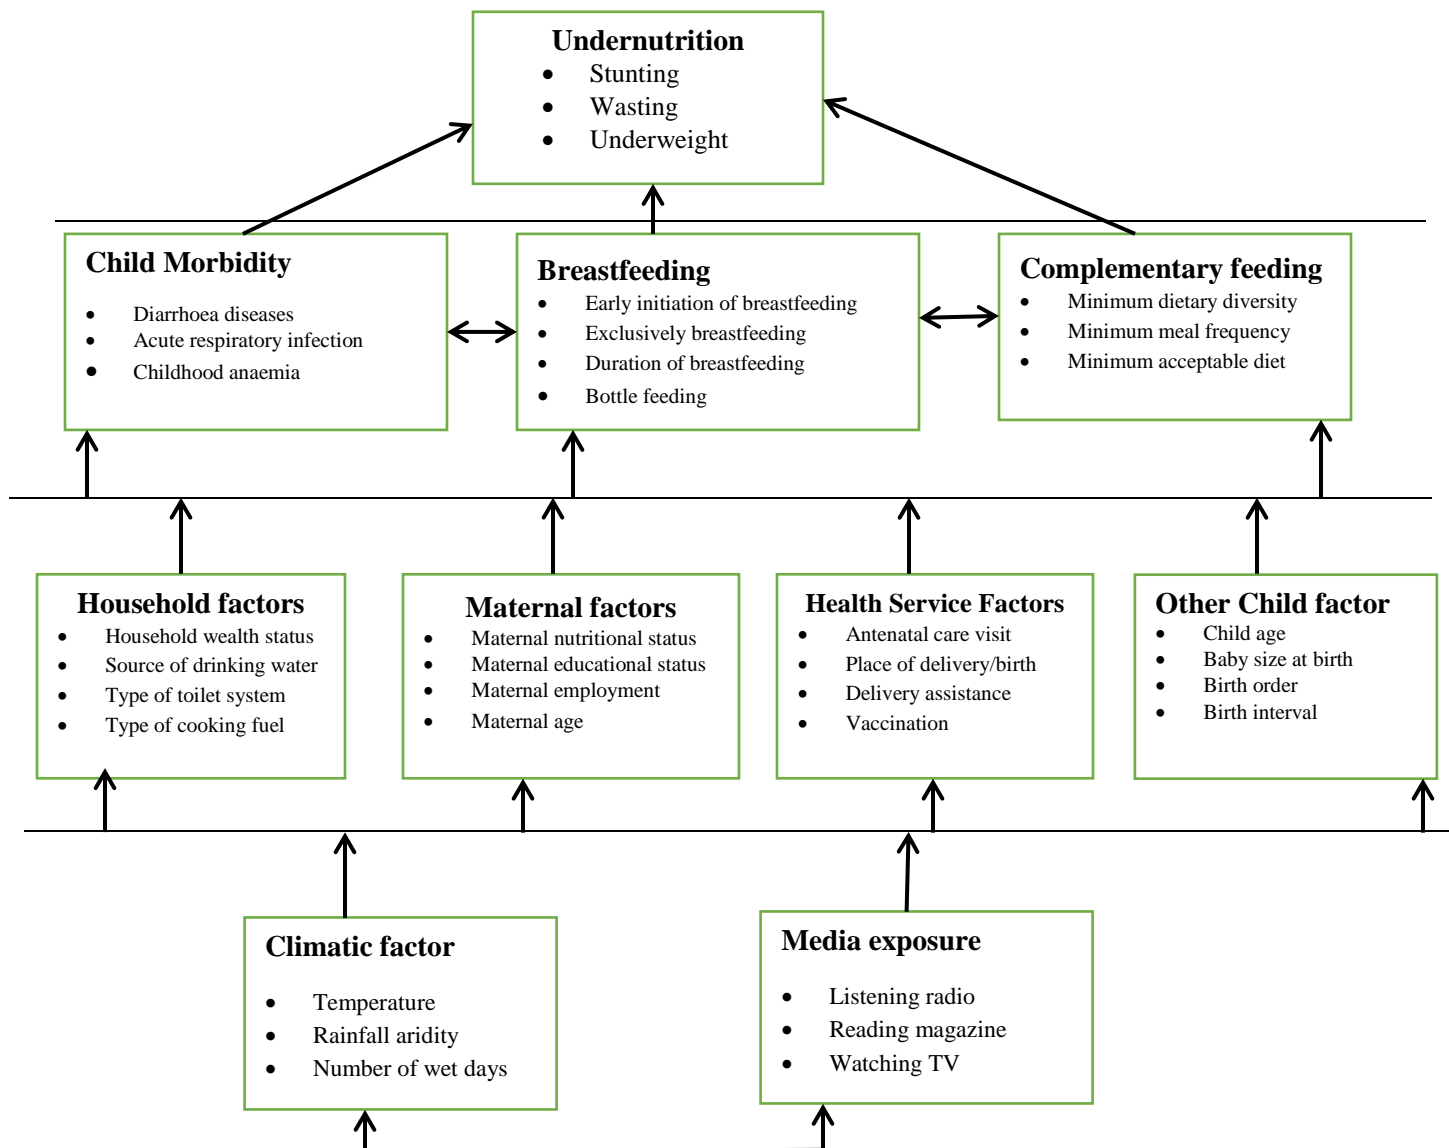 Undernutrition
• Stunting
• Wasting
• Underweight
Child Morbidity
• Diarrhoea diseases
• Acute respiratory infection
• Childhood anaemia
Breastfeeding
• Early initiation of breastfeeding
• Exclusively breastfeeding
• Duration of breastfeeding
• Bottle feeding
Complementary feeding
• Minimum dietary diversity
• Minimum meal frequency
• Minimum acceptable diet
Household factors
• Household wealth status
• Source of drinking water
• Type of toilet system
• Type of cooking fuel
Maternal factors
• Maternal nutritional status
• Maternal educational status
• Maternal employment
• Maternal age
Health Service Factors
• Antenatal care visit
• Place of delivery/birth
• Delivery assistance
• Vaccination
Other Child factor
• Child age
• Baby size at birth
• Birth order
• Birth interval
Climatic factor
• Temperature
• Rainfall aridity
• Number of wet days
Media exposure
• Listening radio
• Reading magazine
• Watching TV